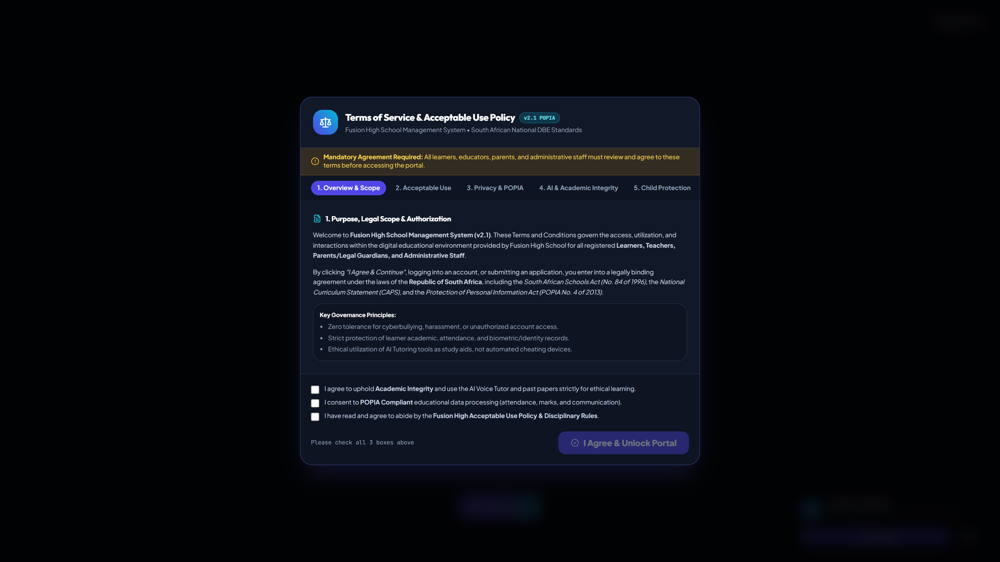 Terms of Service & Acceptable Use Policy
v2.1 POPIA
Fusion High School Management System • South African National DBE Standards
Mandatory Agreement Required: All learners, educators, parents, and administrative staff must review and agree to these
terms before accessing the portal.
1. Overview & Scope
2. Acceptable Use
3. Privacy & POPIA
4. AI & Academic Integrity
5. Child Protection
1. Purpose, Legal Scope & Authorization
Welcome to Fusion High School Management System (v2.1). These Terms and Conditions govern the access, utilization, and
interactions within the digital educational environment provided by Fusion High School for all registered Learners, Teachers,
Parents/Legal Guardians, and Administrative Staff.
By clicking "I Agree & Continue", logging into an account, or submitting an application, you enter into a legally binding
agreement under the laws of the Republic of South Africa, including the South African Schools Act (No. 84 of 1996), the National
Curriculum Statement (CAPS), and the Protection of Personal Information Act (POPIA No. 4 of 2013).
Key Governance Principles:
• Zero tolerance for cyberbullying, harassment, or unauthorized account access.
• Strict protection of learner academic, attendance, and biometric/identity records.
• Ethical utilization of AI Tutoring tools as study aids, not automated cheating devices.
I agree to uphold Academic Integrity and use the AI Voice Tutor and past papers strictly for ethical learning.
I consent to POPIA Compliant educational data processing (attendance, marks, and communication).
I have read and agree to abide by the Fusion High Acceptable Use Policy & Disciplinary Rules.
Please check all 3 boxes above
I Agree & Unlock Portal